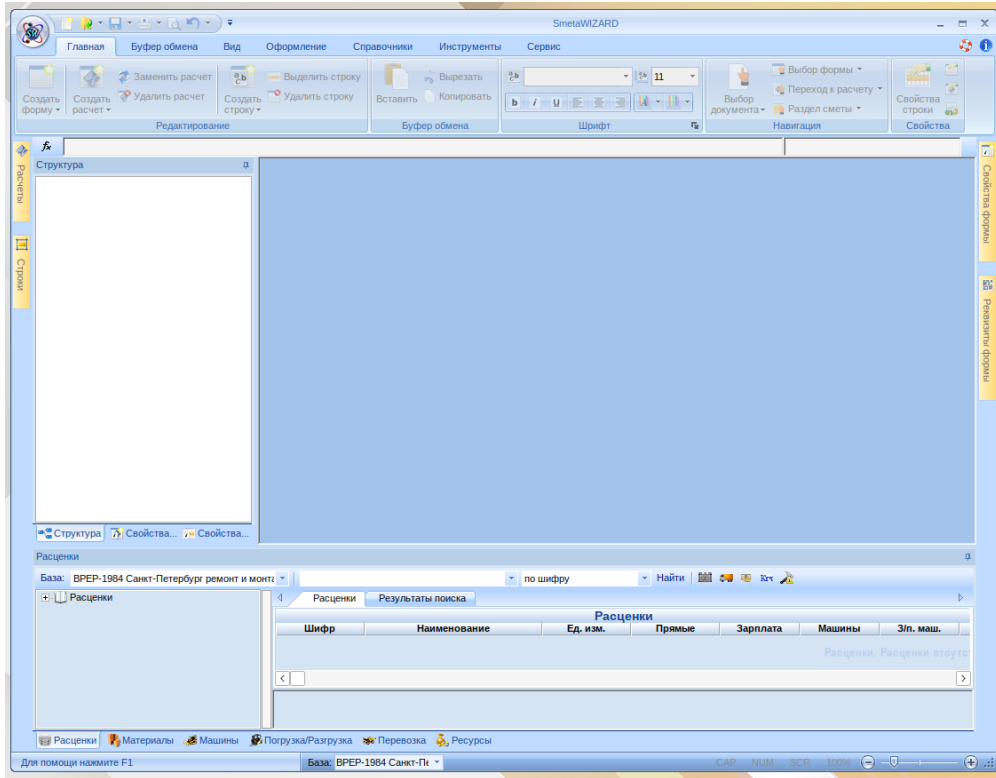 SmetaWIZARD
Главная Буфер обмена Вид Оформление Справочники Инструменты Сервис
Создать форму
Создать расчет
Заменить расчет
Удалить расчет
Создать строку
Выделить строку
Удалить строку
Редактирование
Вставить
Вырезать
Копировать
Буфер обмена
11
b i u
Шрифт
Выбор документа
Выбор формы
Переход к расчету
Раздел сметы
Навигация
Свойства строки
Свойства
fx
Расчеты
Строки
Структура
Свойства формы
Реквизиты формы
Структура Свойства... Свойства...
Расценки
База: ВРЕР-1984 Санкт-Петербург ремонт и монта по шифру Найти
Расценки
Расценки Результаты поиска
Расценки
Шифр Наименование Ед. изм. Прямые Зарплата Машины З/п. маш.
Расценки. Расценки отсутс
Расценки Материалы Машины Погрузка/Разгрузка Перевозка Ресурсы
Для помощи нажмите F1 База: ВРЕР-1984 Санкт-Пе CAP NUM SCR 100%